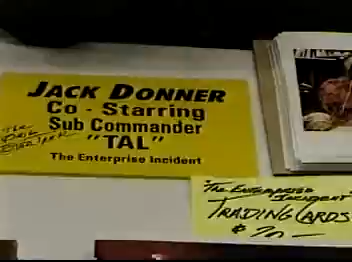 JACK DONNER
Co - Starring
Sub Commander
"TAL"
The Enterprise Incident
"THE ENTERPRISE
INCIDENT"
TRADING CARDS